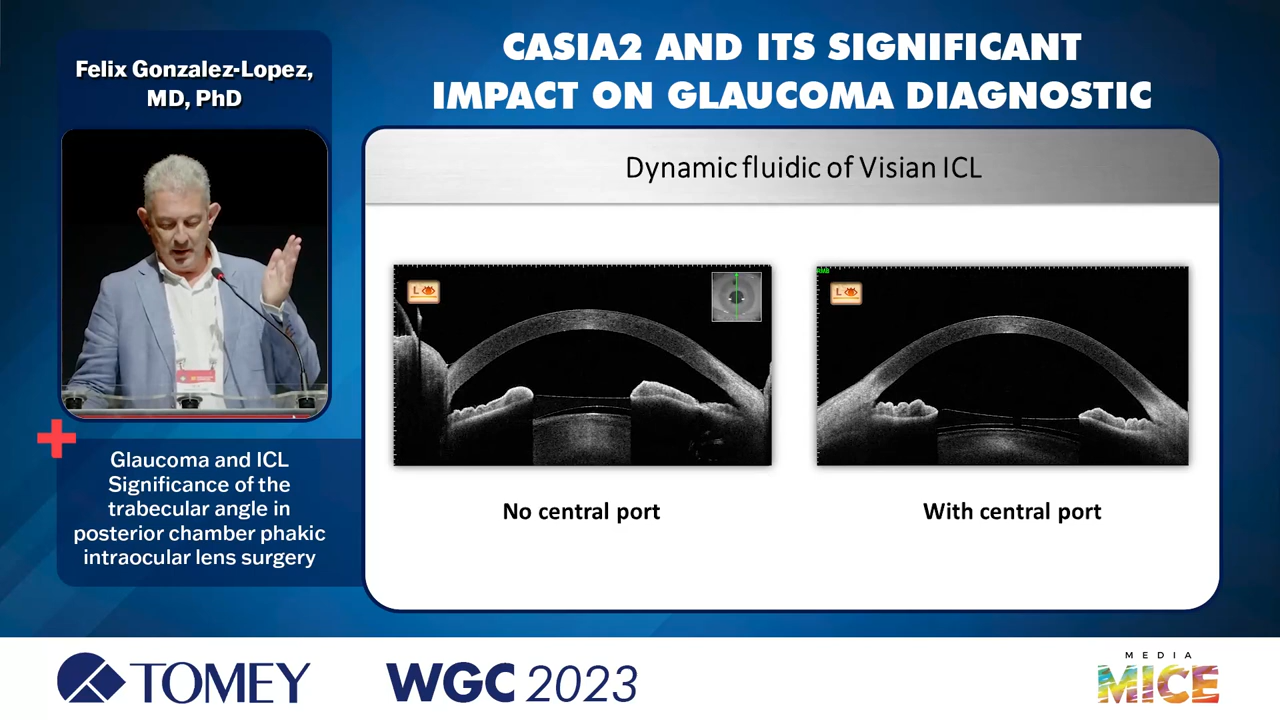 Felix Gonzalez-Lopez,
MD, PhD
CASIA2 AND ITS SIGNIFICANT
IMPACT ON GLAUCOMA DIAGNOSTIC
Dynamic fluidic of Visian ICL
L
L
No central port
With central port
Glaucoma and ICL
Significance of the
trabecular angle in
posterior chamber phakic
intraocular lens surgery
TOMEY
WGC 2023
MEDIA
MICE